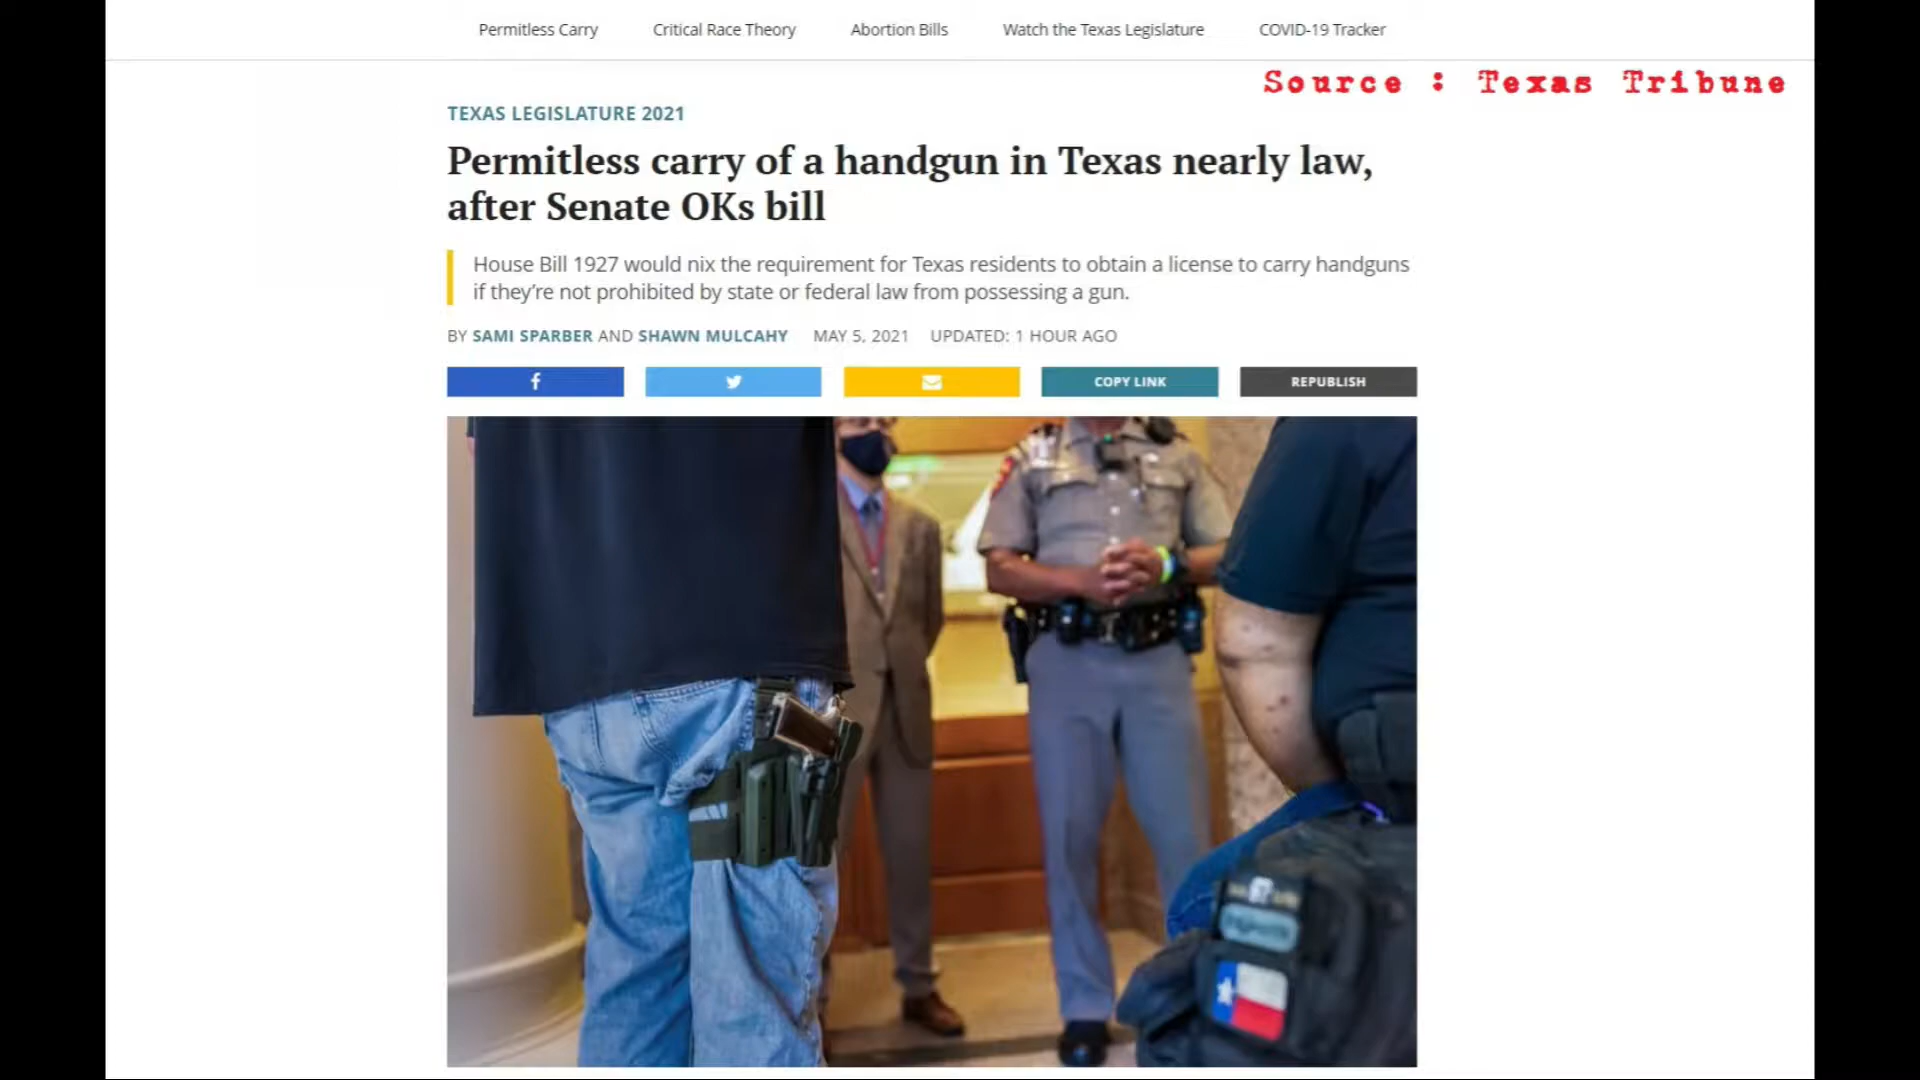 Permitless Carry Critical Race Theory Abortion Bills Watch the Texas Legislature COVID-19 Tracker
Source : Texas Tribune
TEXAS LEGISLATURE 2021
Permitless carry of a handgun in Texas nearly law,
after Senate OKs bill
House Bill 1927 would nix the requirement for Texas residents to obtain a license to carry handguns
if they’re not prohibited by state or federal law from possessing a gun.
BY SAMI SPARBER AND SHAWN MULCAHY MAY 5, 2021 UPDATED: 1 HOUR AGO
COPY LINK REPUBLISH